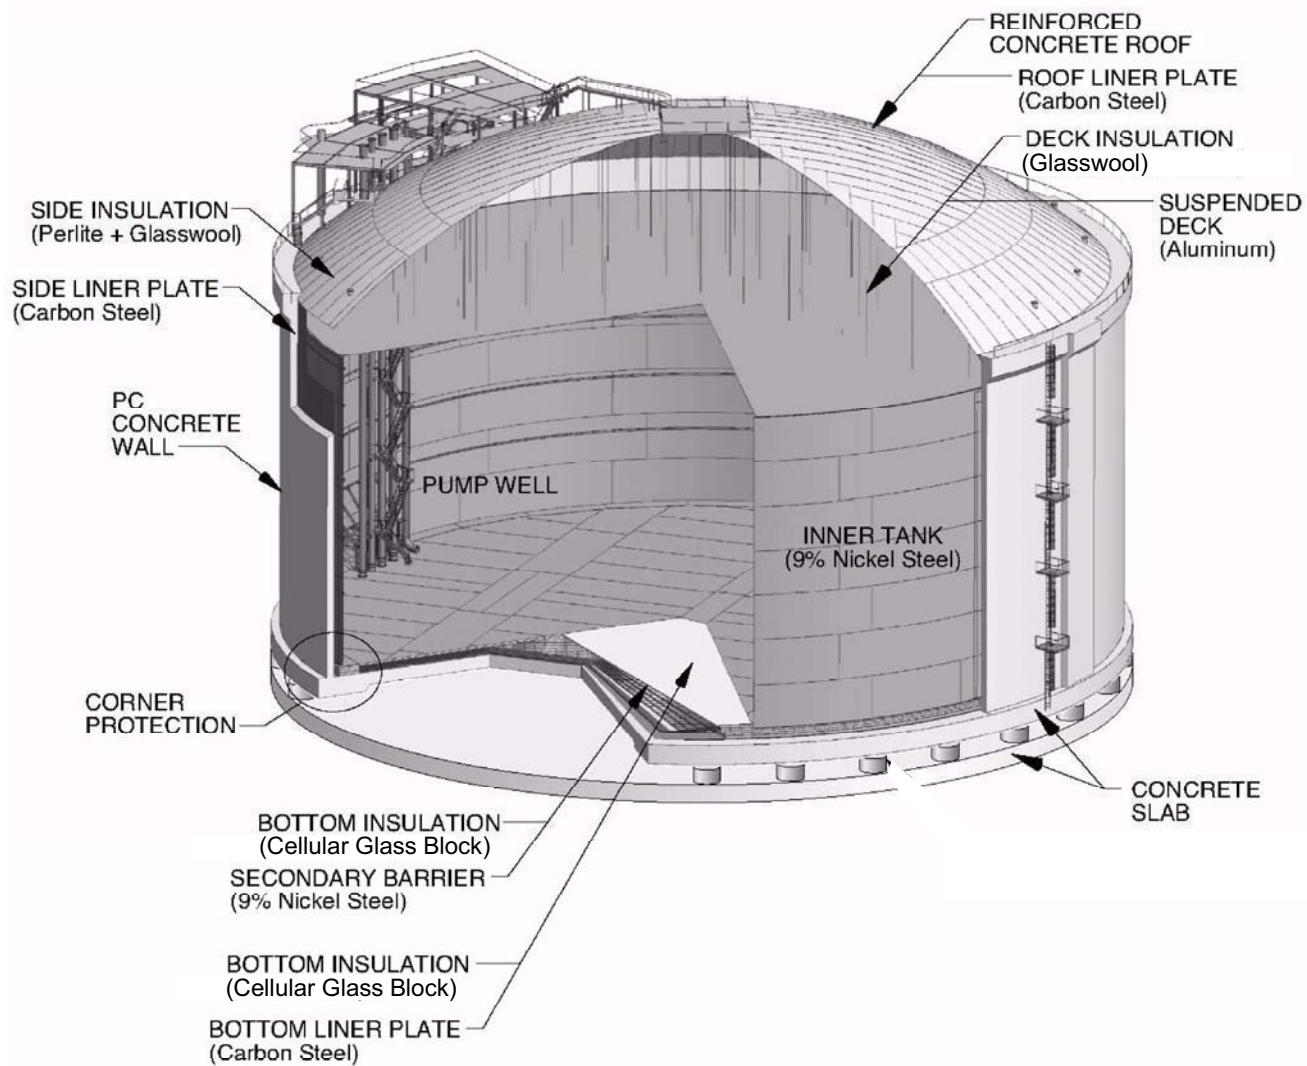 REINFORCED
CONCRETE ROOF
ROOF LINER PLATE
(Carbon Steel)
DECK INSULATION
(Glasswool)
SUSPENDED
DECK
(Aluminum)
SIDE INSULATION
(Perlite + Glasswool)
SIDE LINER PLATE
(Carbon Steel)
PC
CONCRETE
WALL
PUMP WELL
INNER TANK
(9% Nickel Steel)
CORNER
PROTECTION
CONCRETE
SLAB
BOTTOM INSULATION
(Cellular Glass Block)
SECONDARY BARRIER
(9% Nickel Steel)
BOTTOM INSULATION
(Cellular Glass Block)
BOTTOM LINER PLATE
(Carbon Steel)